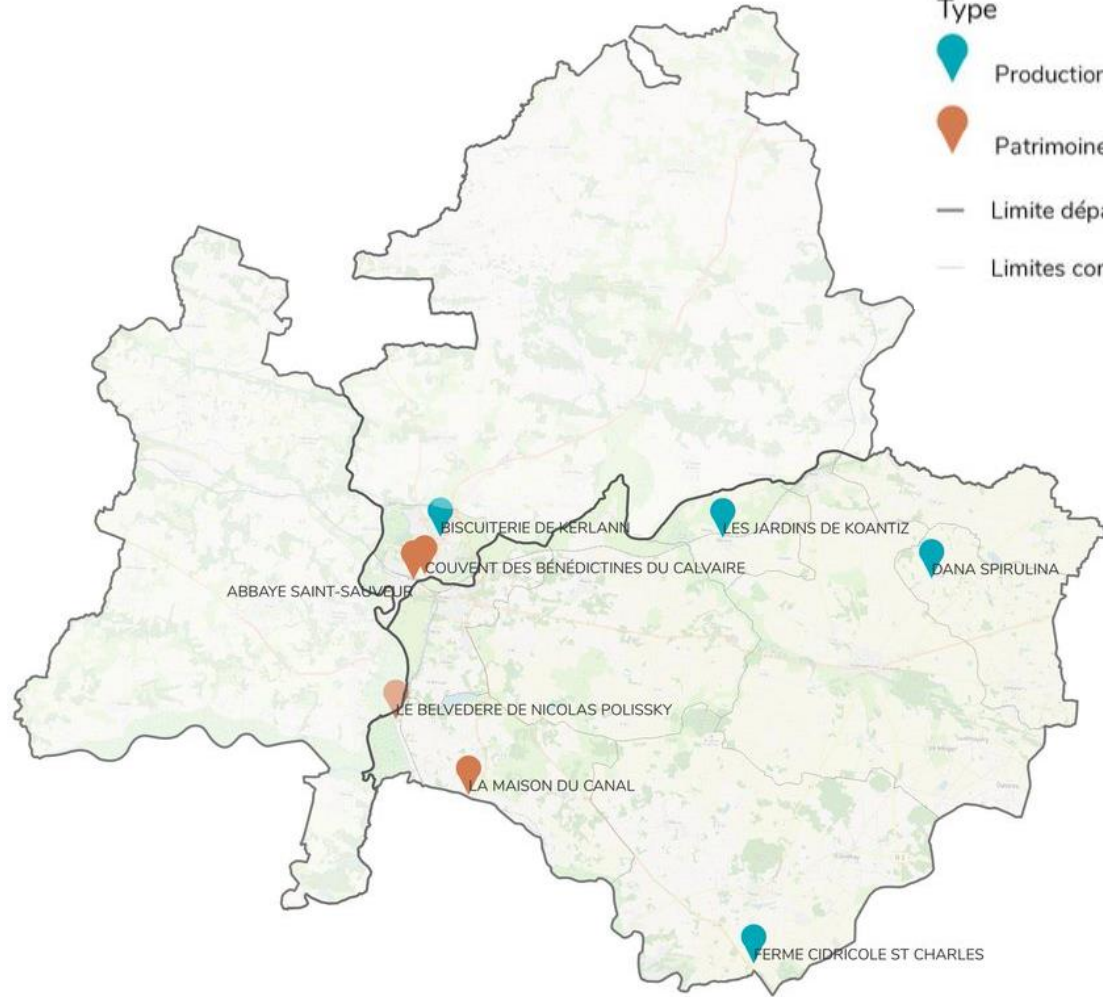 Type
Production
Patrimoine
Limite dépa
Limites con
BISCUITERIE DE KERLANN
LES JARDINS DE KOANTIZ
COUVENT DES BÉNÉDICTINES DU CALVAIRE
DANA SPIRULINA
ABBAYE SAINT-SAUVEUR
LE BELVEDERE DE NICOLAS POLISSKY
LA MAISON DU CANAL
FERME CIDRICOLE ST CHARLES